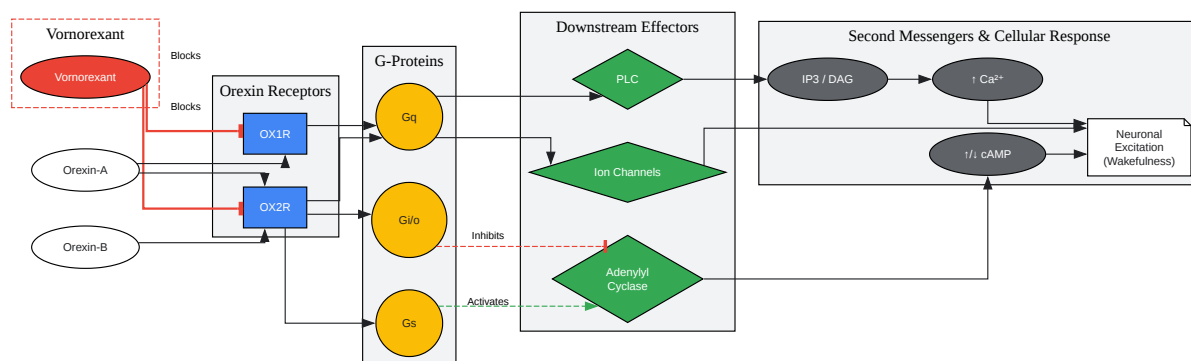 Vornorexant
Vornorexant
Blocks
Blocks
Orexin-A
Orexin-B
Orexin Receptors
OX1R
OX2R
G-Proteins
Gq
Gi/o
Gs
Inhibits
Activates
Downstream Effectors
PLC
Ion Channels
Adenylyl
Cyclase
Second Messengers & Cellular Response
IP3 / DAG
↑ Ca²⁺
↑/↓ cAMP
Neuronal
Excitation
(Wakefulness)